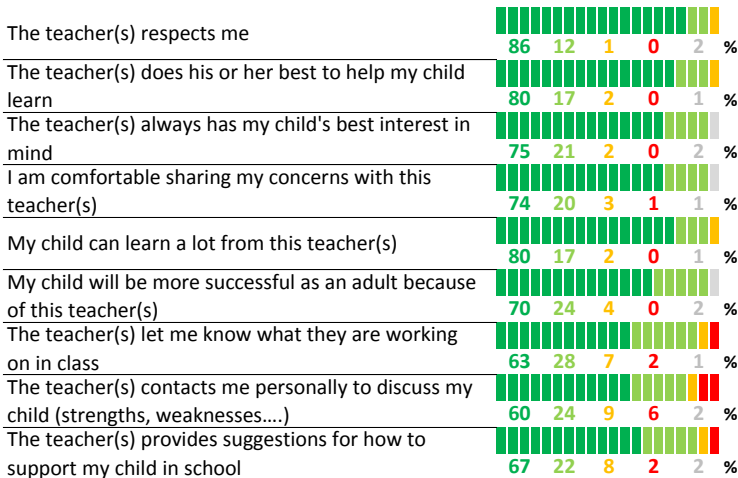 The teacher(s) respects me
86 12 1 0 2 %
The teacher(s) does his or her best to help my child
learn
80 17 2 0 1 %
The teacher(s) always has my child's best interest in
mind
75 21 2 0 2 %
I am comfortable sharing my concerns with this
teacher(s)
74 20 3 1 1 %
My child can learn a lot from this teacher(s)
80 17 2 0 1 %
My child will be more successful as an adult because
of this teacher(s)
70 24 4 0 2 %
The teacher(s) let me know what they are working
on in class
63 28 7 2 1 %
The teacher(s) contacts me personally to discuss my
child (strengths, weaknesses....)
60 24 9 6 2 %
The teacher(s) provides suggestions for how to
support my child in school
67 22 8 2 2 %